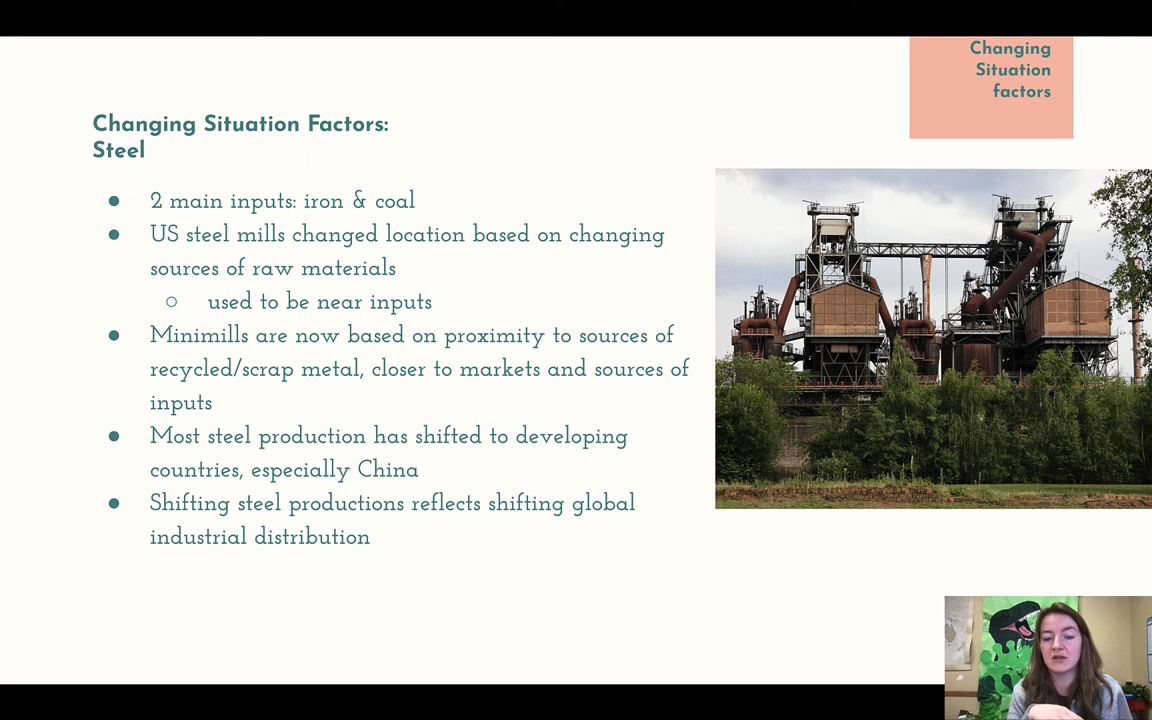 Changing
Situation
factors
Changing Situation Factors:
Steel
● 2 main inputs: iron & coal
● US steel mills changed location based on changing
sources of raw materials
○ used to be near inputs
● Minimills are now based on proximity to sources of
recycled/scrap metal, closer to markets and sources of
inputs
● Most steel production has shifted to developing
countries, especially China
● Shifting steel productions reflects shifting global
industrial distribution